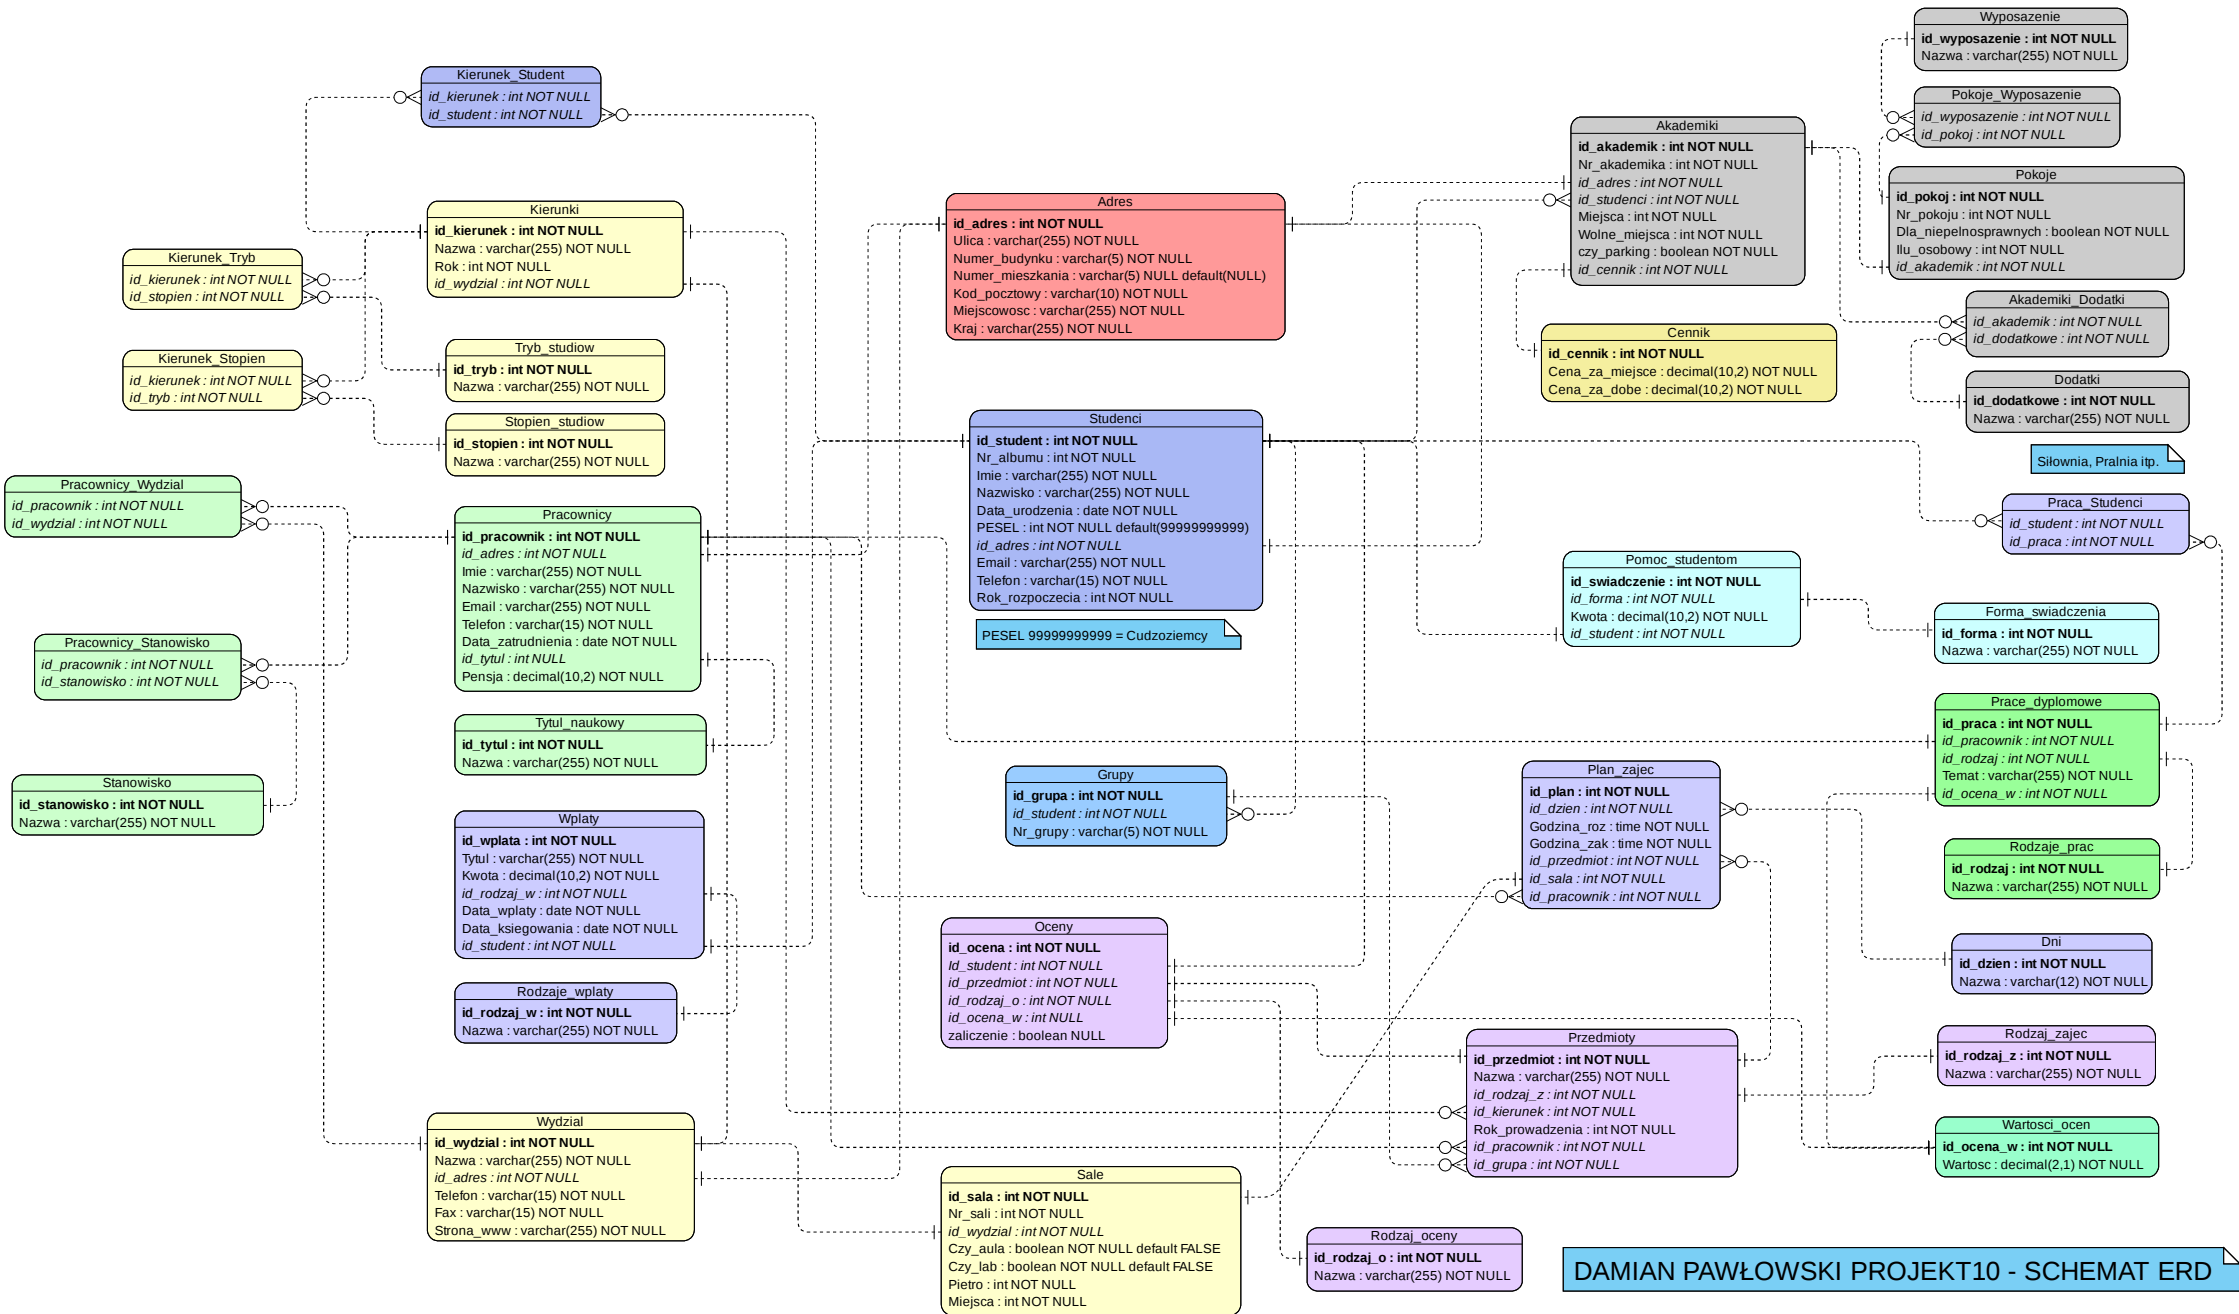 Wyposazenie
id_wyposazenie : int NOT NULL
Nazwa : varchar(255) NOT NULL
Kierunek_Student
id_kierunek : int NOT NULL
id_student : int NOT NULL
Pokoje_Wyposazenie
id_wyposazenie : int NOT NULL
id_pokoj : int NOT NULL
Akademiki
id_akademik : int NOT NULL
Nr_akademika : int NOT NULL
id_adres : int NOT NULL
id_studenci : int NOT NULL
Miejsca : int NOT NULL
Wolne_miejsca : int NOT NULL
czy_parking : boolean NOT NULL
id_cennik : int NOT NULL
Pokoje
id_pokoj : int NOT NULL
Nr_pokoju : int NOT NULL
Dla_niepelnosprawnych : boolean NOT NULL
Ilu_osobowy : int NOT NULL
id_akademik : int NOT NULL
Kierunki
id_kierunek : int NOT NULL
Nazwa : varchar(255) NOT NULL
Rok : int NOT NULL
id_wydzial : int NOT NULL
Adres
id_adres : int NOT NULL
Ulica : varchar(255) NOT NULL
Numer_budynku : varchar(5) NOT NULL
Numer_mieszkania : varchar(5) NULL default(NULL)
Kod_pocztowy : varchar(10) NOT NULL
Miejscowosc : varchar(255) NOT NULL
Kraj : varchar(255) NOT NULL
Kierunek_Tryb
id_kierunek : int NOT NULL
id_stopien : int NOT NULL
Akademiki_Dodatki
id_akademik : int NOT NULL
id_dodatkowe : int NOT NULL
Cennik
id_cennik : int NOT NULL
Cena_za_miejsce : decimal(10,2) NOT NULL
Cena_za_dobe : decimal(10,2) NOT NULL
Tryb_studiow
id_tryb : int NOT NULL
Nazwa : varchar(255) NOT NULL
Kierunek_Stopien
id_kierunek : int NOT NULL
id_tryb : int NOT NULL
Dodatki
id_dodatkowe : int NOT NULL
Nazwa : varchar(255) NOT NULL
Siłownia, Pralnia itp.
Stopien_studiow
id_stopien : int NOT NULL
Nazwa : varchar(255) NOT NULL
Studenci
id_student : int NOT NULL
Nr_albumu : int NOT NULL
Imie : varchar(255) NOT NULL
Nazwisko : varchar(255) NOT NULL
Data_urodzenia : date NOT NULL
PESEL : int NOT NULL default(99999999999)
id_adres : int NOT NULL
Email : varchar(255) NOT NULL
Telefon : varchar(15) NOT NULL
Rok_rozpoczecia : int NOT NULL
PESEL 99999999999 = Cudzoziemcy
Pracownicy_Wydzial
id_pracownik : int NOT NULL
id_wydzial : int NOT NULL
Praca_Studenci
id_student : int NOT NULL
id_praca : int NOT NULL
Pracownicy
id_pracownik : int NOT NULL
id_adres : int NOT NULL
Imie : varchar(255) NOT NULL
Nazwisko : varchar(255) NOT NULL
Email : varchar(255) NOT NULL
Telefon : varchar(15) NOT NULL
Data_zatrudnienia : date NOT NULL
id_tytul : int NULL
Pensja : decimal(10,2) NOT NULL
Pomoc_studentom
id_swiadczenie : int NOT NULL
id_forma : int NOT NULL
Kwota : decimal(10,2) NOT NULL
id_student : int NOT NULL
Forma_swiadczenia
id_forma : int NOT NULL
Nazwa : varchar(255) NOT NULL
Pracownicy_Stanowisko
id_pracownik : int NOT NULL
id_stanowisko : int NOT NULL
Prace_dyplomowe
id_praca : int NOT NULL
id_pracownik : int NOT NULL
id_rodzaj : int NOT NULL
Temat : varchar(255) NOT NULL
id_ocena_w : int NOT NULL
Tytul_naukowy
id_tytul : int NOT NULL
Nazwa : varchar(255) NOT NULL
Stanowisko
id_stanowisko : int NOT NULL
Nazwa : varchar(255) NOT NULL
Grupy
id_grupa : int NOT NULL
id_student : int NOT NULL
Nr_grupy : varchar(5) NOT NULL
Plan_zajec
id_plan : int NOT NULL
id_dzien : int NOT NULL
Godzina_roz : time NOT NULL
Godzina_zak : time NOT NULL
id_przedmiot : int NOT NULL
id_sala : int NOT NULL
id_pracownik : int NOT NULL
Wplaty
id_wplata : int NOT NULL
Tytul : varchar(255) NOT NULL
Kwota : decimal(10,2) NOT NULL
id_rodzaj_w : int NOT NULL
Data_wplaty : date NOT NULL
Data_ksiegowania : date NOT NULL
id_student : int NOT NULL
Rodzaje_prac
id_rodzaj : int NOT NULL
Nazwa : varchar(255) NOT NULL
Oceny
id_ocena : int NOT NULL
Id_student : int NOT NULL
id_przedmiot : int NOT NULL
id_rodzaj_o : int NOT NULL
id_ocena_w : int NULL
zaliczenie : boolean NULL
Dni
id_dzien : int NOT NULL
Nazwa : varchar(12) NOT NULL
Rodzaje_wplaty
id_rodzaj_w : int NOT NULL
Nazwa : varchar(255) NOT NULL
Przedmioty
id_przedmiot : int NOT NULL
Nazwa : varchar(255) NOT NULL
id_rodzaj_z : int NOT NULL
id_kierunek : int NOT NULL
Rok_prowadzenia : int NOT NULL
id_pracownik : int NOT NULL
id_grupa : int NOT NULL
Rodzaj_zajec
id_rodzaj_z : int NOT NULL
Nazwa : varchar(255) NOT NULL
Wydzial
id_wydzial : int NOT NULL
Nazwa : varchar(255) NOT NULL
id_adres : int NOT NULL
Telefon : varchar(15) NOT NULL
Fax : varchar(15) NOT NULL
Strona_www : varchar(255) NOT NULL
Wartosci_ocen
id_ocena_w : int NOT NULL
Wartosc : decimal(2,1) NOT NULL
Sale
id_sala : int NOT NULL
Nr_sali : int NOT NULL
id_wydzial : int NOT NULL
Czy_aula : boolean NOT NULL default FALSE
Czy_lab : boolean NOT NULL default FALSE
Pietro : int NOT NULL
Miejsca : int NOT NULL
Rodzaj_oceny
id_rodzaj_o : int NOT NULL
Nazwa : varchar(255) NOT NULL
DAMIAN PAWŁOWSKI PROJEKT10 - SCHEMAT ERD